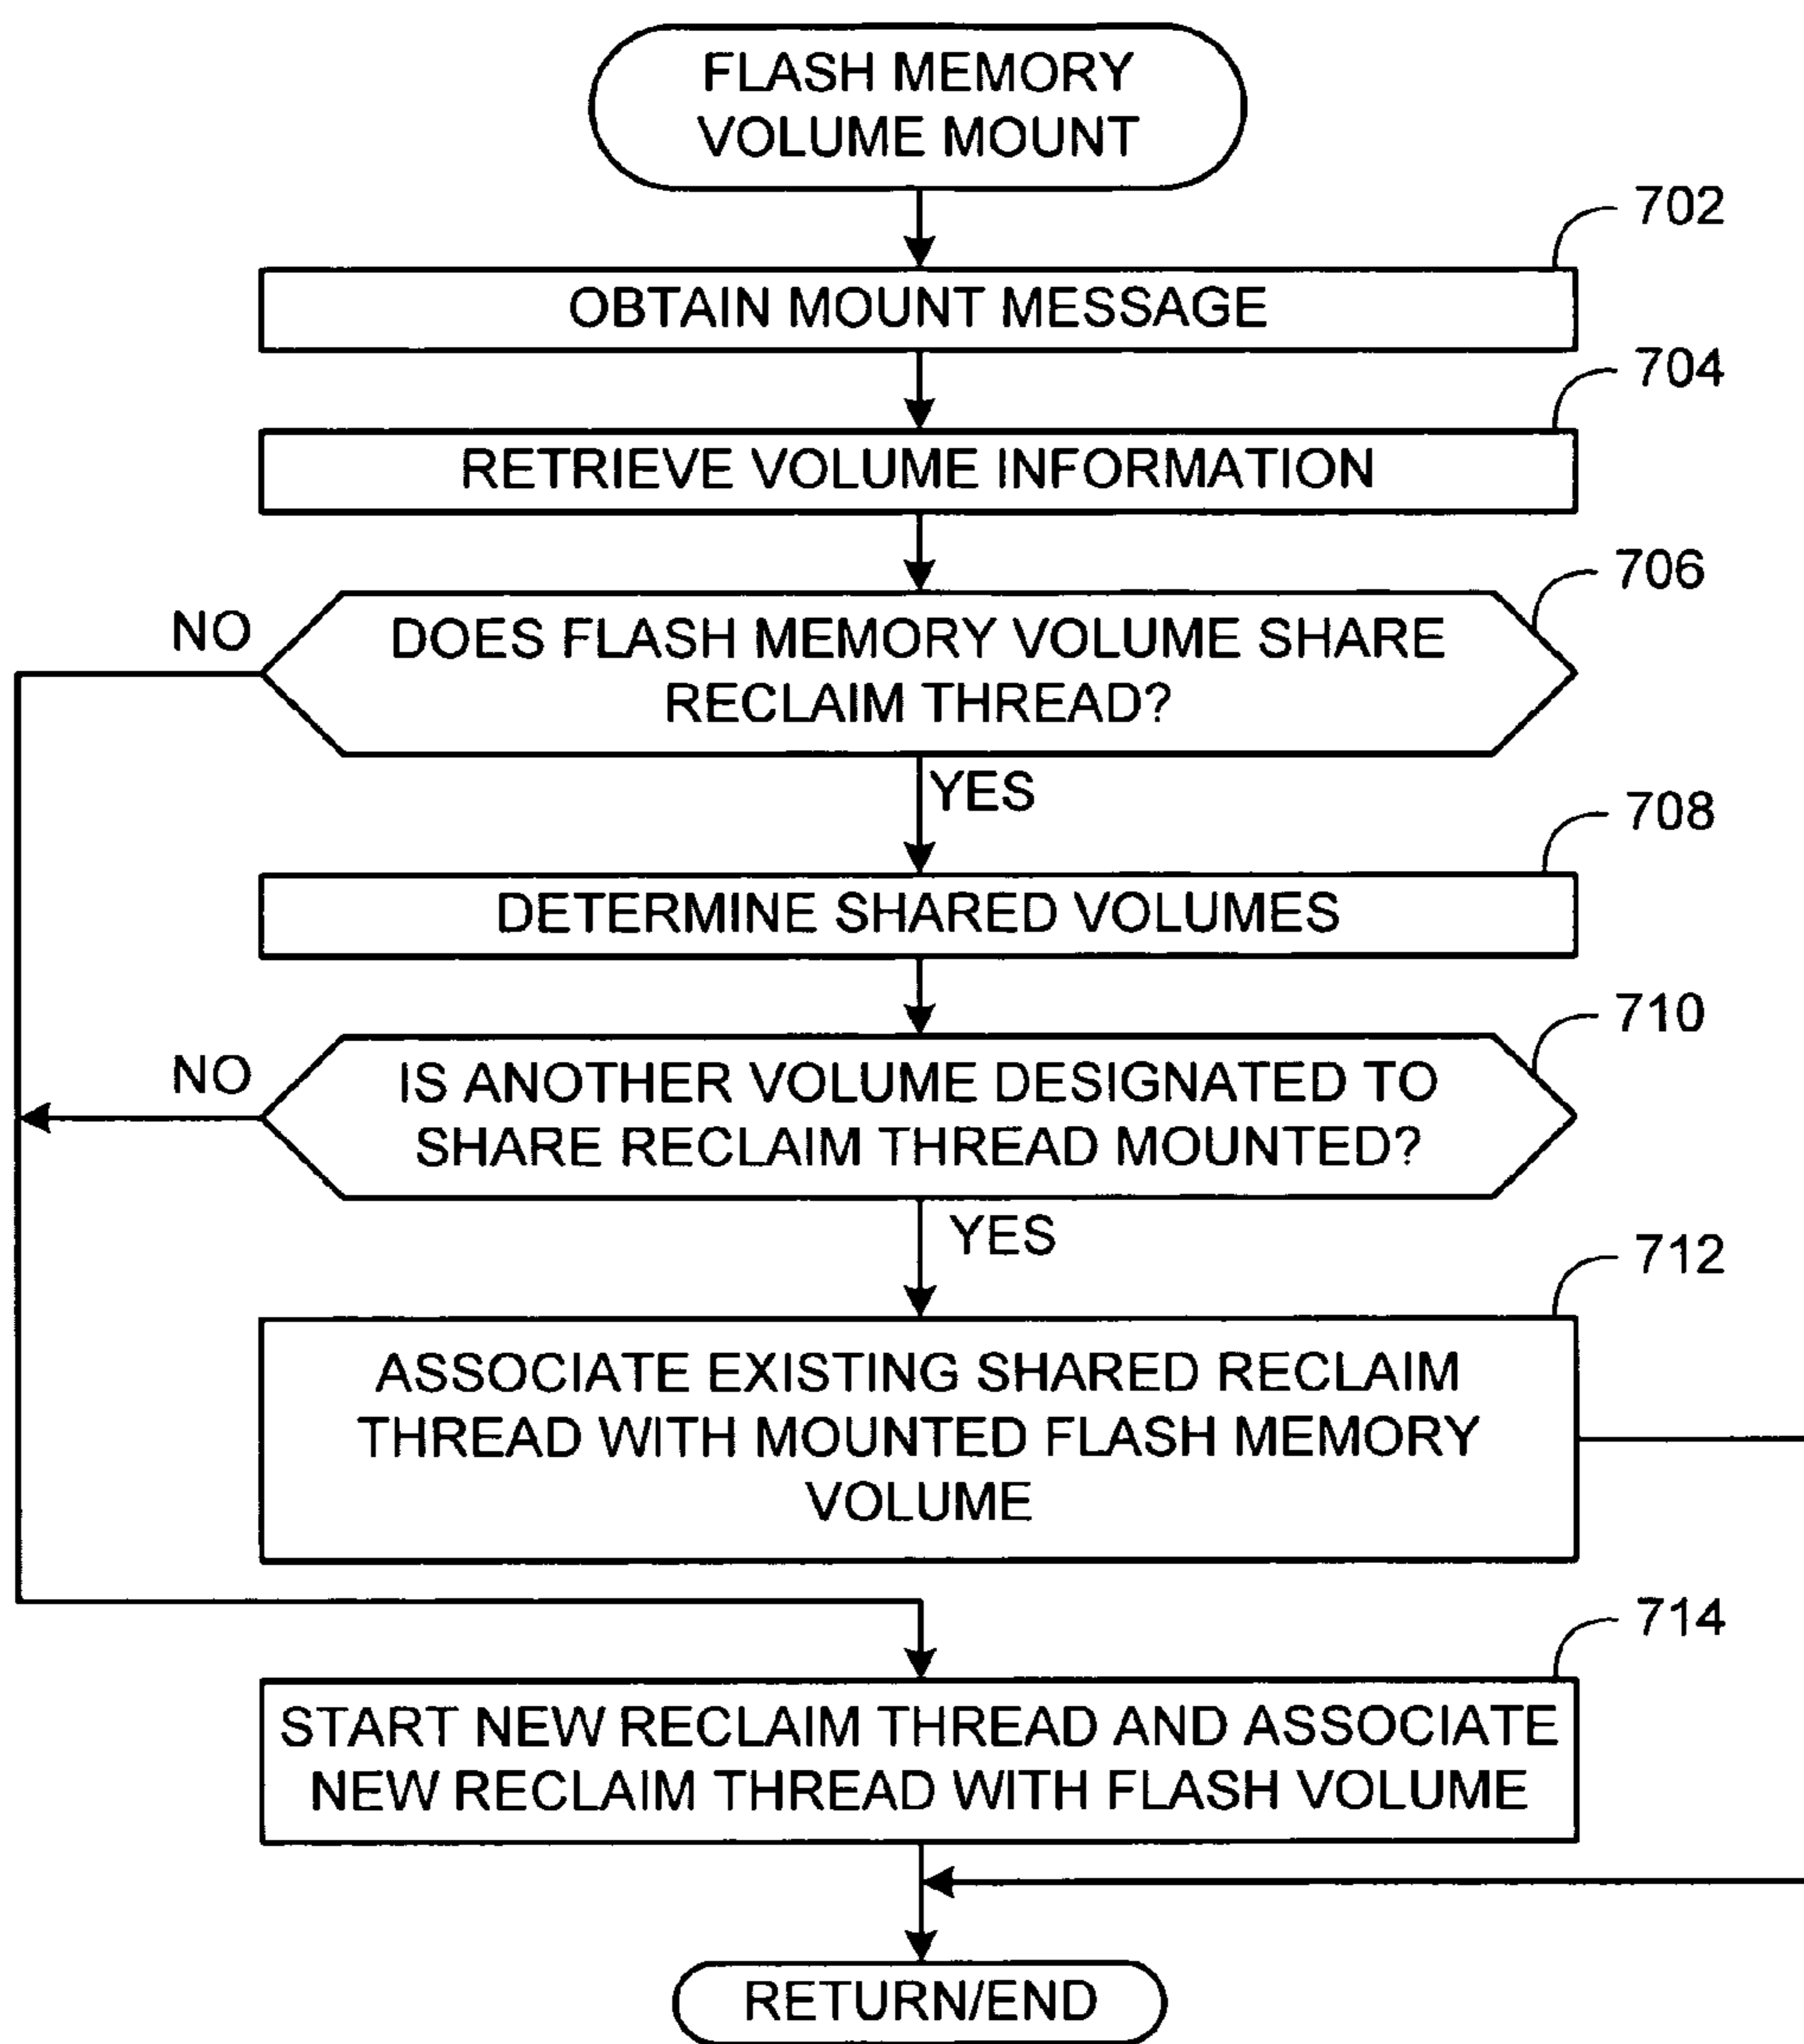 FLASH MEMORY
VOLUME MOUNT
702
OBTAIN MOUNT MESSAGE
704
RETRIEVE VOLUME INFORMATION
706
NO
DOES FLASH MEMORY VOLUME SHARE
RECLAIM THREAD?
YES
708
DETERMINE SHARED VOLUMES
710
NO
IS ANOTHER VOLUME DESIGNATED TO
SHARE RECLAIM THREAD MOUNTED?
YES
712
ASSOCIATE EXISTING SHARED RECLAIM
THREAD WITH MOUNTED FLASH MEMORY
VOLUME
714
START NEW RECLAIM THREAD AND ASSOCIATE
NEW RECLAIM THREAD WITH FLASH VOLUME
RETURN/END